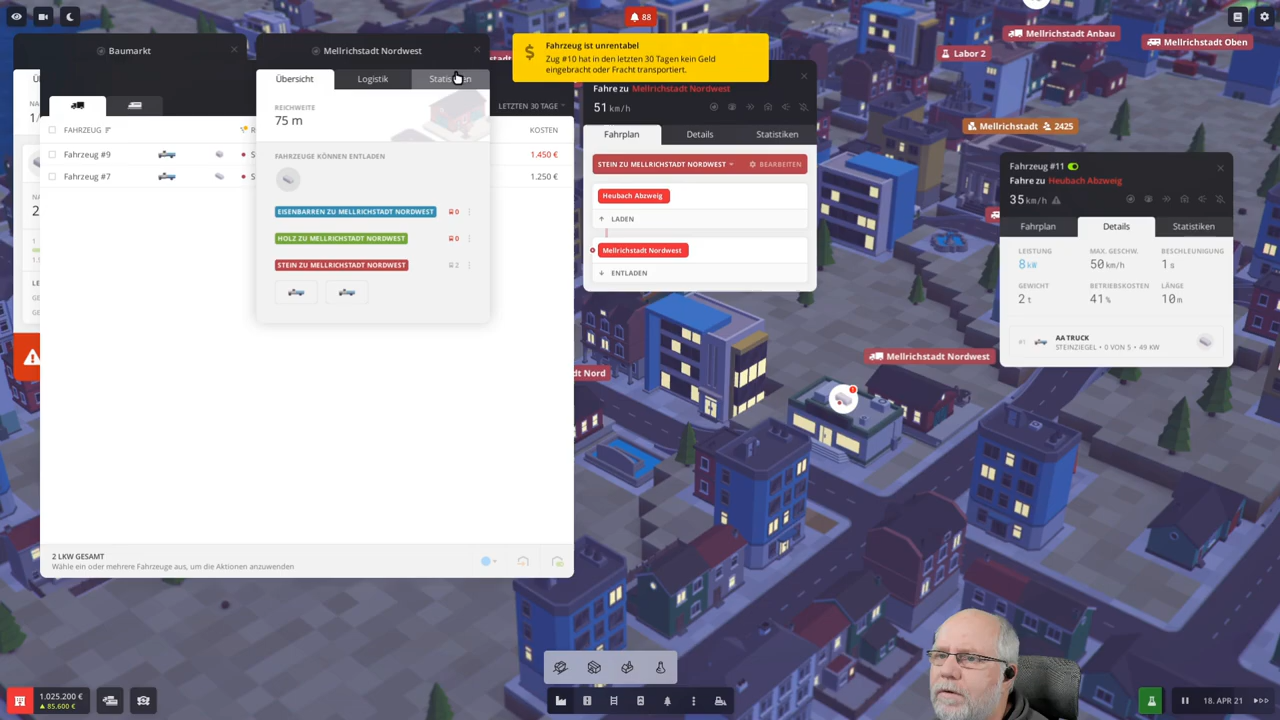 88
Fahrzeug ist unrentabel
Zug #10 hat in den letzten 30 Tagen kein Geld
eingebracht oder Fracht transportiert.
Mellrichstadt Anbau
Mellrichstadt Oben
Labor 2
Mellrichstadt 2425
Mellrichstadt Nordwest
Baumarkt
LETZTEN 30 TAGE
FAHRZEUG
KOSTEN
Fahrzeug #9
1.450 €
Fahrzeug #7
1.250 €
2 LKW GESAMT
Wähle ein oder mehrere Fahrzeuge aus, um die Aktionen anzuwenden
Mellrichstadt Nordwest
Übersicht
Logistik
REICHWEITE
75 m
FAHRZEUGE KÖNNEN ENTLADEN
EISENBARREN ZU MELLRICHSTADT NORDWEST 0
HOLZ ZU MELLRICHSTADT NORDWEST 0
STEIN ZU MELLRICHSTADT NORDWEST 2
Fahre zu Mellrichstadt Nordwest
51 km/h
Fahrplan
Details
Statistiken
STEIN ZU MELLRICHSTADT NORDWEST
BEARBEITEN
Heubach Abzweig
LADEN
Mellrichstadt Nordwest
ENTLADEN
dt Nord
Fahrzeug #11
Fahre zu Heubach Abzweig
35 km/h
Fahrplan
Details
Statistiken
LEISTUNG
MAX. GESCHW.
BESCHLEUNIGUNG
8 kW
50 km/h
1 s
GEWICHT
BETRIEBSKOSTEN
LÄNGE
2 t
41 %
10 m
#1
AA TRUCK
STEINZIEGEL • 0 VON 5 • 49 KW
1.025.200 €
▲ 85.600 €
18. APR 21